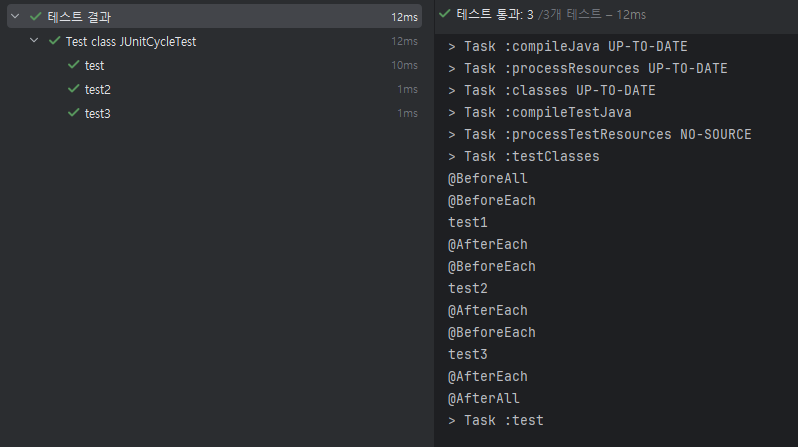 테스트 결과 12ms
Test class JUnitCycleTest 12ms
test 10ms
test2 1ms
test3 1ms
테스트 통과: 3 /3개 테스트 – 12ms
> Task :compileJava UP-TO-DATE
> Task :processResources UP-TO-DATE
> Task :classes UP-TO-DATE
> Task :compileTestJava
> Task :processTestResources NO-SOURCE
> Task :testClasses
@BeforeAll
@BeforeEach
test1
@AfterEach
@BeforeEach
test2
@AfterEach
@BeforeEach
test3
@AfterEach
@AfterAll
> Task :test